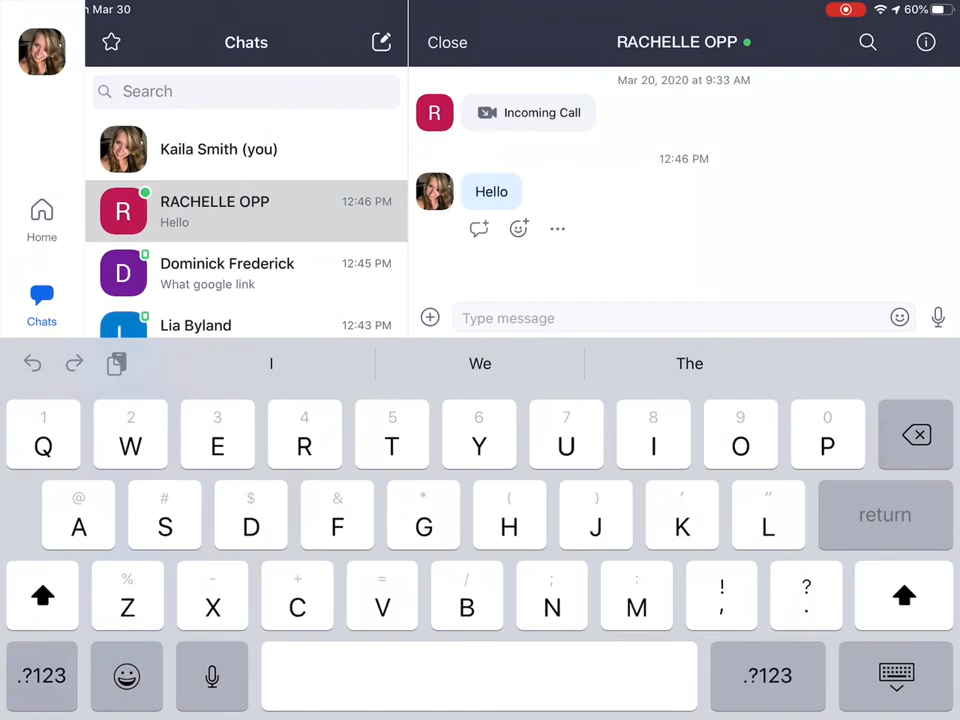 Mar 30
60%
Chats
Close
RACHELLE OPP
Search
Mar 20, 2020 at 9:33 AM
R
Incoming Call
Kaila Smith (you)
12:46 PM
R
RACHELLE OPP
12:46 PM
Hello
Hello
Home
D
Dominick Frederick
12:45 PM
What google link
Chats
L
Lia Byland
12:43 PM
Type message
I
We
The
1 2 3 4 5 6 7 8 9 0
Q W E R T Y U I O P
@ # $ & * ( ) ' "
A S D F G H J K L
return
% - + = / ; : ! ?
Z X C V B N M , .
.?123
.?123